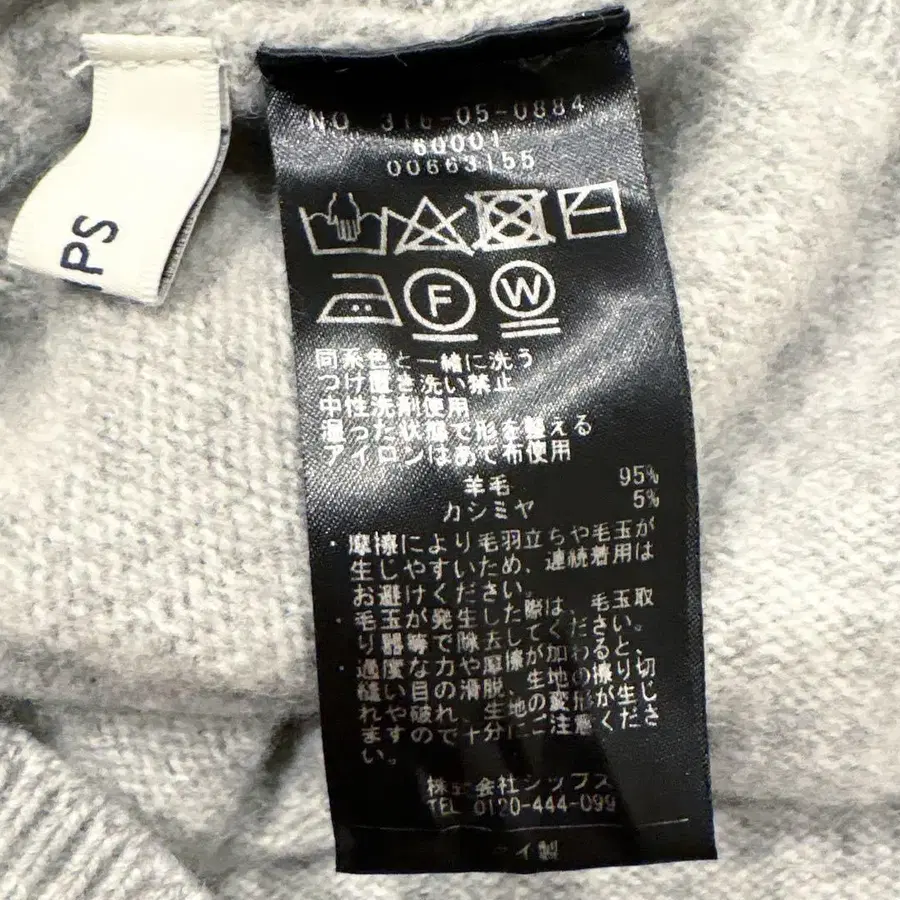 PS
NO. 316-05-0884
60001
00663155
F
W
同系色と一緒に洗う
つけ置き洗い禁止
中性洗剤使用
湿った状態で形を整える
アイロンはあて布使用
羊毛 95%
カシミヤ 5%
・摩擦により毛羽立ちや毛玉が
生じやすいため、連続着用は
お避けください。
・毛玉が発生した際は、毛玉取
り器等で除去してください。
・過度な力や摩擦が加わると、
縫い目の滑脱、生地の擦り切
れや破れ、生地の変形が生じ
ますので十分にご注意くださ
い。
株式会社シップス
TEL 0120-444-099
イ製